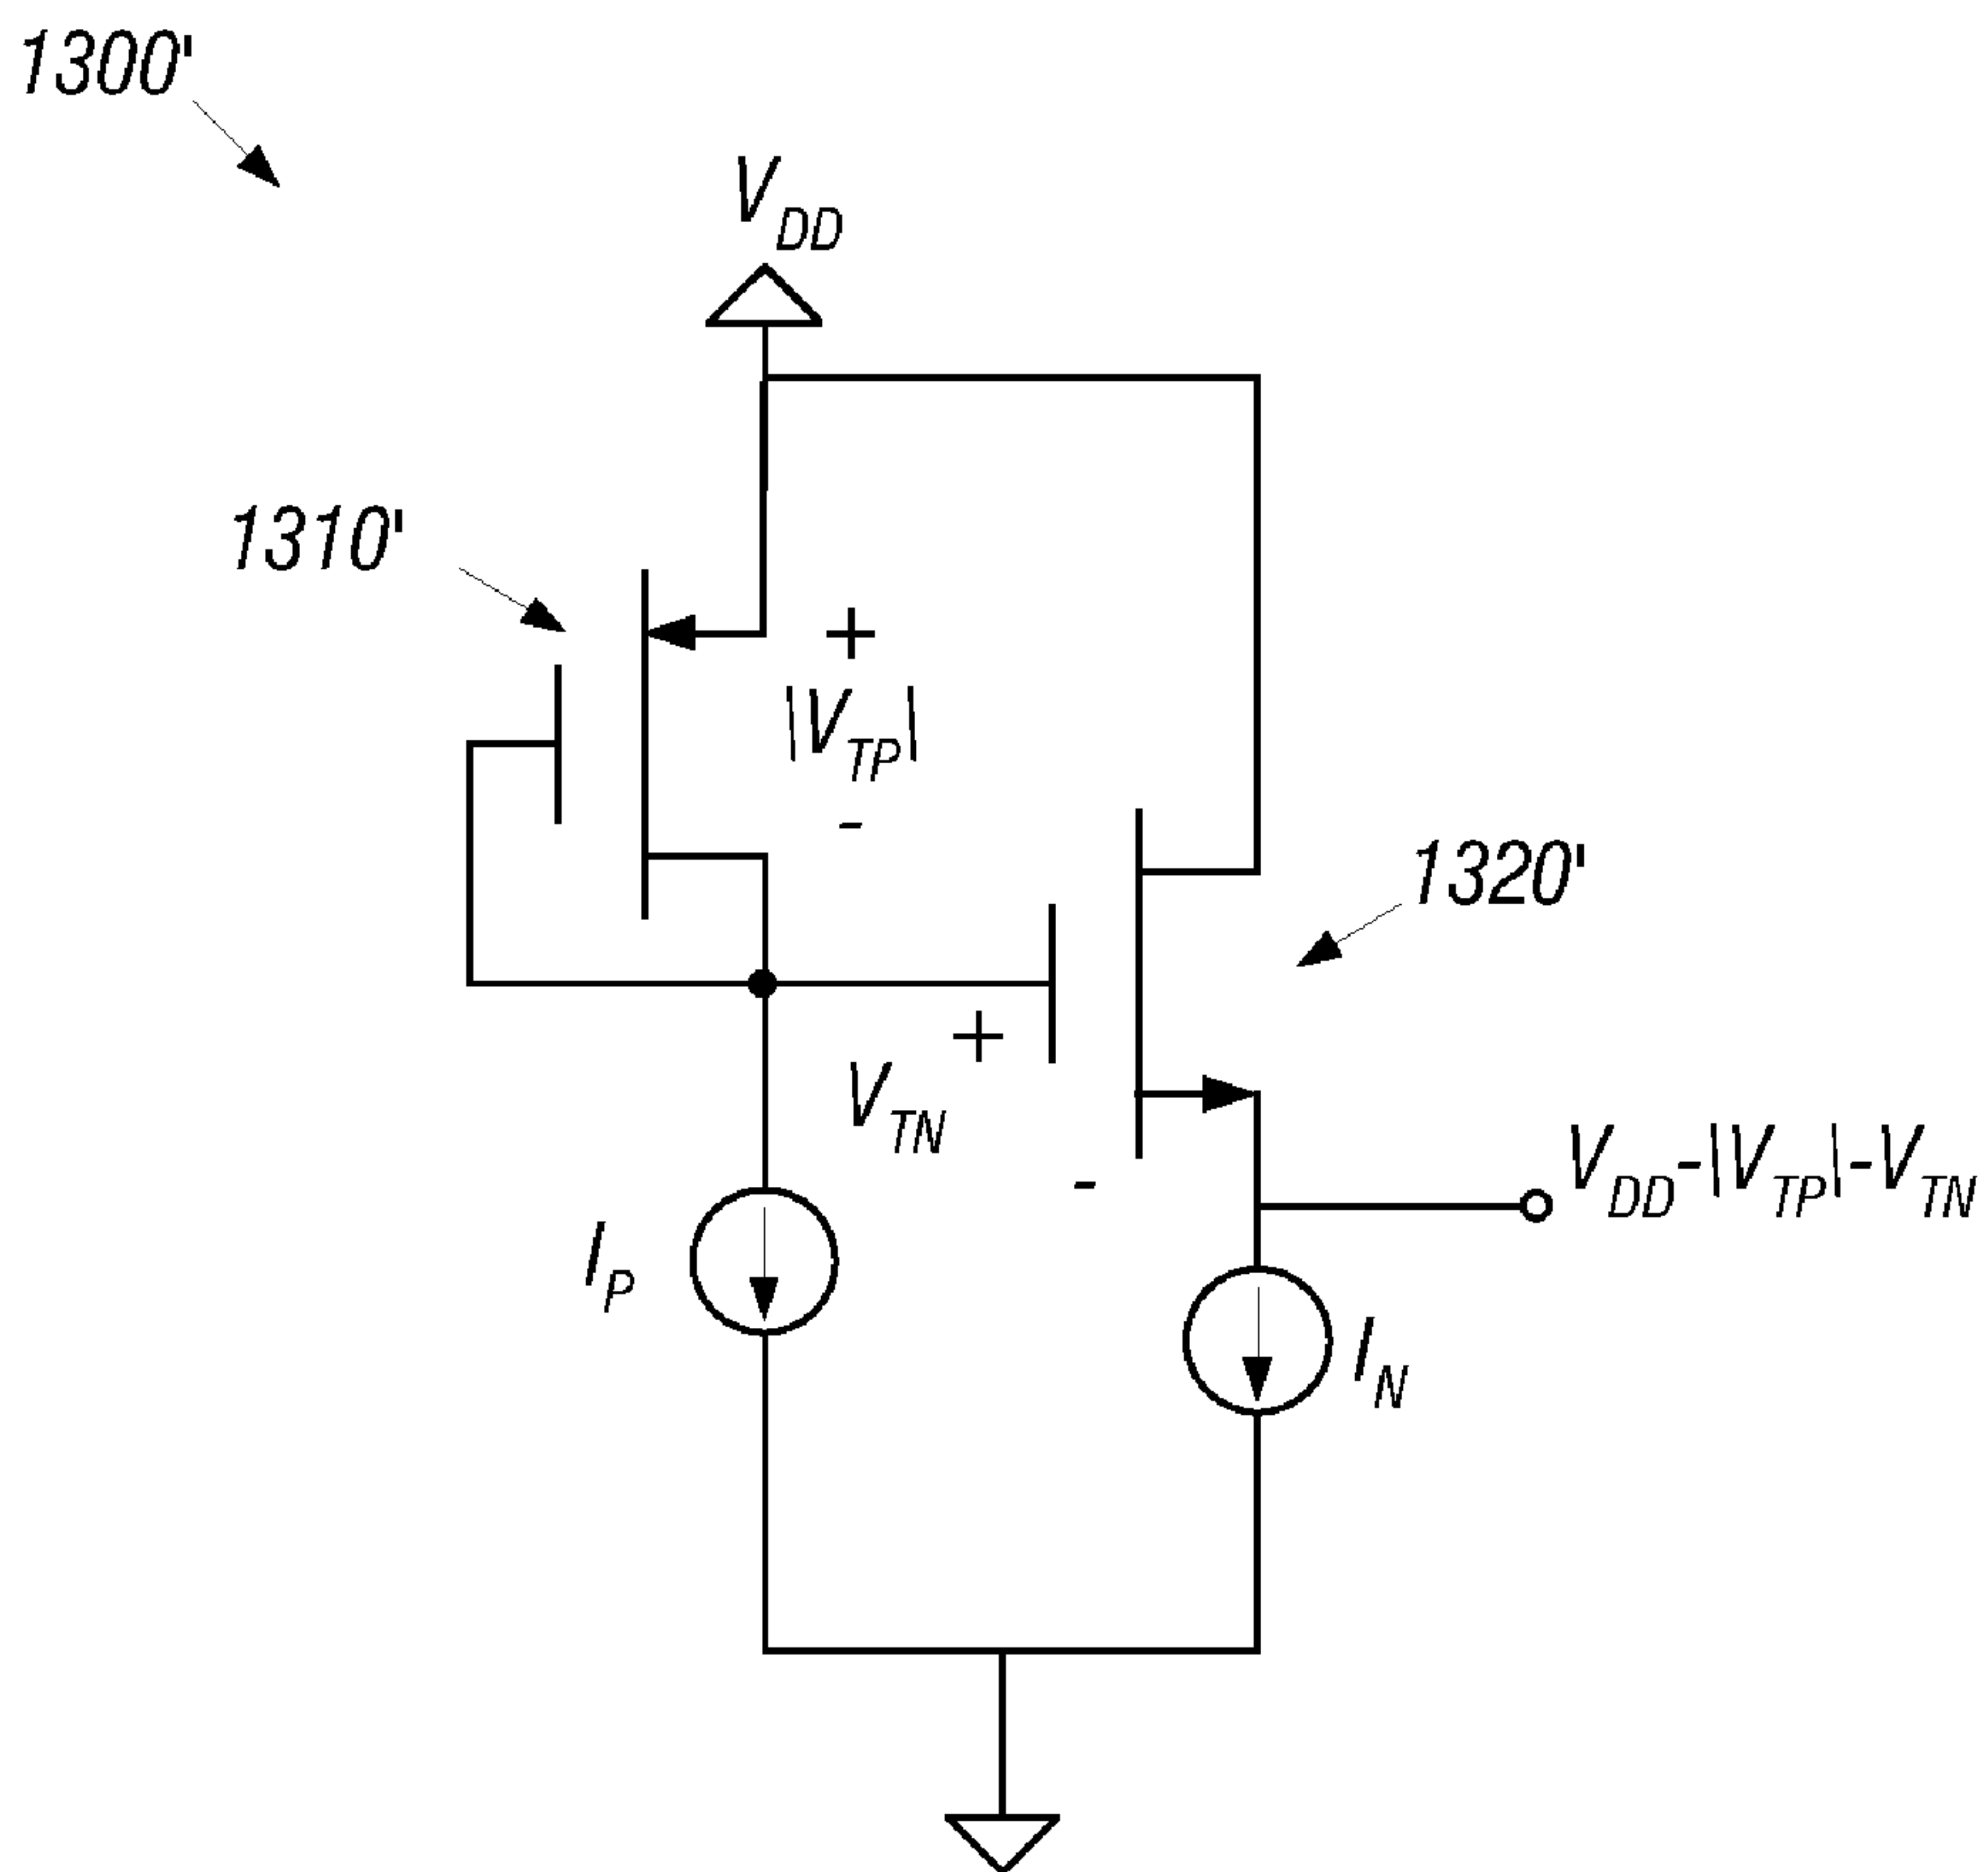 1300'
V_DD
1310'
+
\V_TP\
-
1320'
+
V_TN
-
V_DD-\V_TP\-V_TN
I_P
I_N